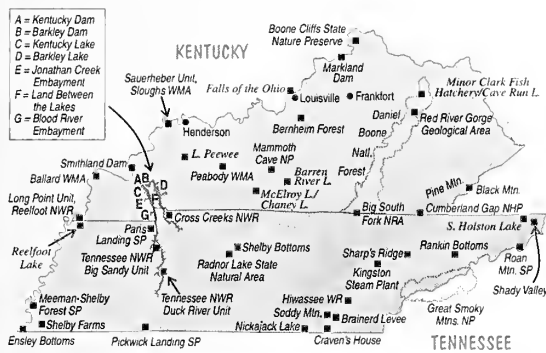 A = Kentucky Dam
B = Barkley Dam
C = Kentucky Lake
D = Barkley Lake
E = Jonathan Creek
Embayment
F = Land Between
the Lakes
G = Blood River
Embayment
KENTUCKY
Boone Cliffs State
Nature Preserve
Markland
Dam
Sauerheber Unit,
Sloughs WMA
Falls of the Ohio
Louisville
Frankfort
Minor Clark Fish
Hatchery/Cave Run L.
Henderson
Bernheim Forest
Daniel
Boone
Natl.
Forest
Red River Gorge
Geological Area
L. Peewee
Mammoth
Cave NP
Smithland Dam
Ballard WMA
A
B
C
D
E
F
G
Peabody WMA
Barren
River L.
McElroy L./
Chaney L.
Pine Mtn.
Black Mtn.
Long Point Unit,
Reelfoot NWR
Cross Creeks NWR
Big South
Fork NRA
Cumberland Gap NHP
Reelfoot
Lake
Paris
Landing SP
S. Holston Lake
Tennessee NWR
Big Sandy Unit
Shelby Bottoms
Radnor Lake State
Natural Area
Sharp's Ridge
Rankin Bottoms
Kingston
Steam Plant
Roan
Mtn. SP
Shady Valley
Tennessee NWR
Duck River Unit
Meeman-Shelby
Forest SP
Hiwassee WR
Great Smoky
Mtns. NP
Shelby Farms
Soddy Mtn.
Brainerd Levee
Ensley Bottoms
Pickwick Landing SP
Nickajack Lake
Craven's House
TENNESSEE